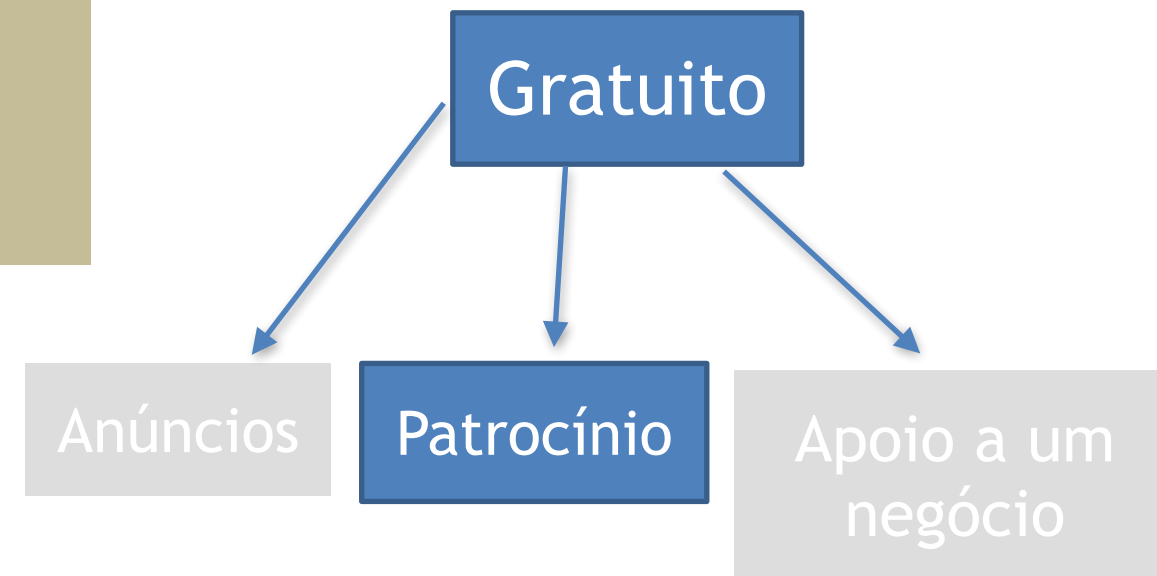 Gratuito
Anúncios
Patrocínio
Apoio a um
negócio